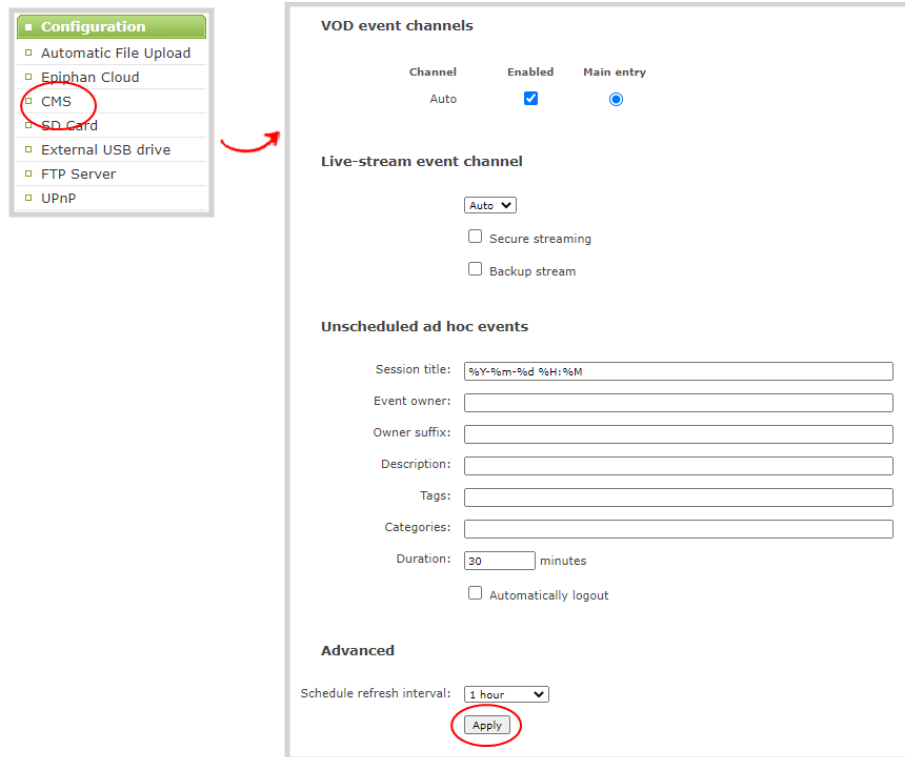 Configuration
Automatic File Upload
Epiphan Cloud
CMS
SD Card
External USB drive
FTP Server
UPnP
VOD event channels
Channel Enabled Main entry
Auto
Live-stream event channel
Auto
Secure streaming
Backup stream
Unscheduled ad hoc events
Session title: %Y-%m-%d %H:%M
Event owner:
Owner suffix:
Description:
Tags:
Categories:
Duration: 30 minutes
Automatically logout
Advanced
Schedule refresh interval: 1 hour
Apply